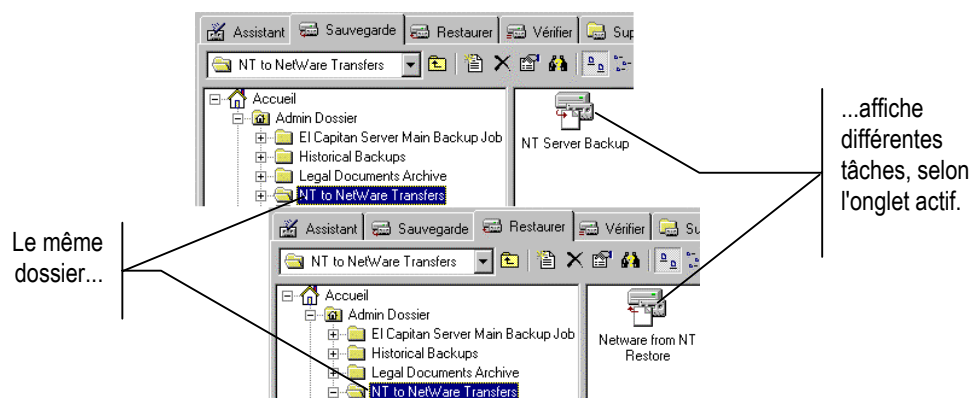 Assistant Sauvegarde Restaurer Vérifier Sup
NT to NetWare Transfers
Accueil
Admin Dossier
El Capitan Server Main Backup Job
Historical Backups
Legal Documents Archive
NT to NetWare Transfers
NT Server Backup
...affiche
différentes
tâches, selon
l'onglet actif.
Le même
dossier...
Assistant Sauvegarde Restaurer Vérifier Su
NT to NetWare Transfers
Accueil
Admin Dossier
El Capitan Server Main Backup Job
Historical Backups
Legal Documents Archive
NT to NetWare Transfers
Netware from NT
Restore